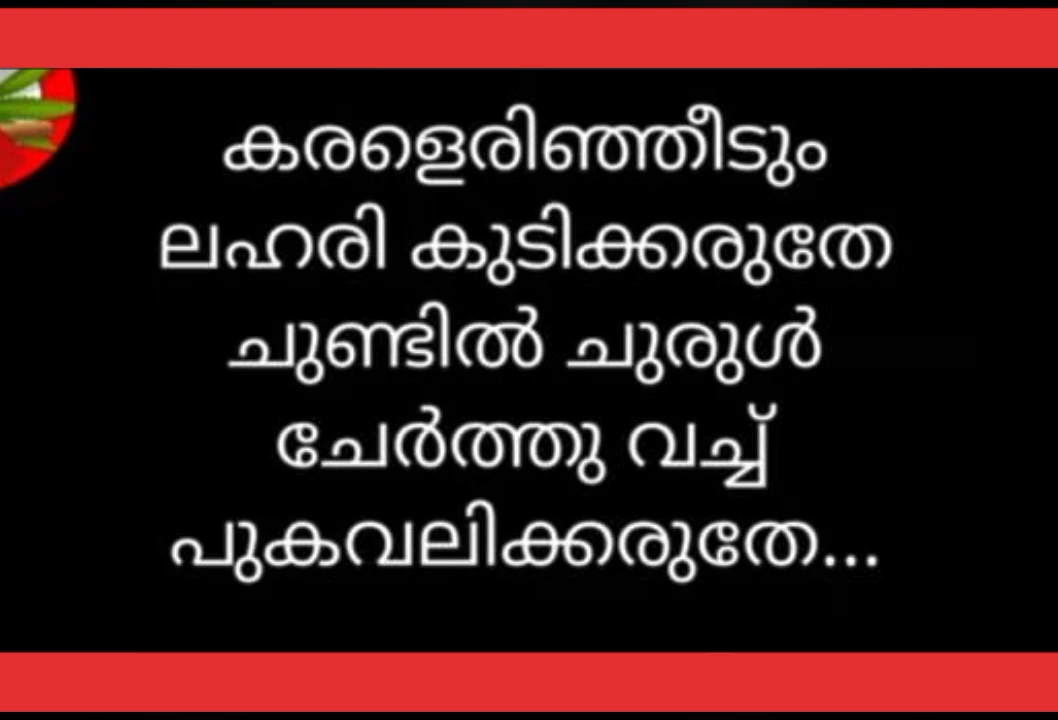 കരളെരിഞ്ഞീടും
ലഹരി കുടിക്കരുതേ
ചുണ്ടിൽ ചുരുൾ
ചേർത്തു വച്ച്
പുകവലിക്കരുതേ...